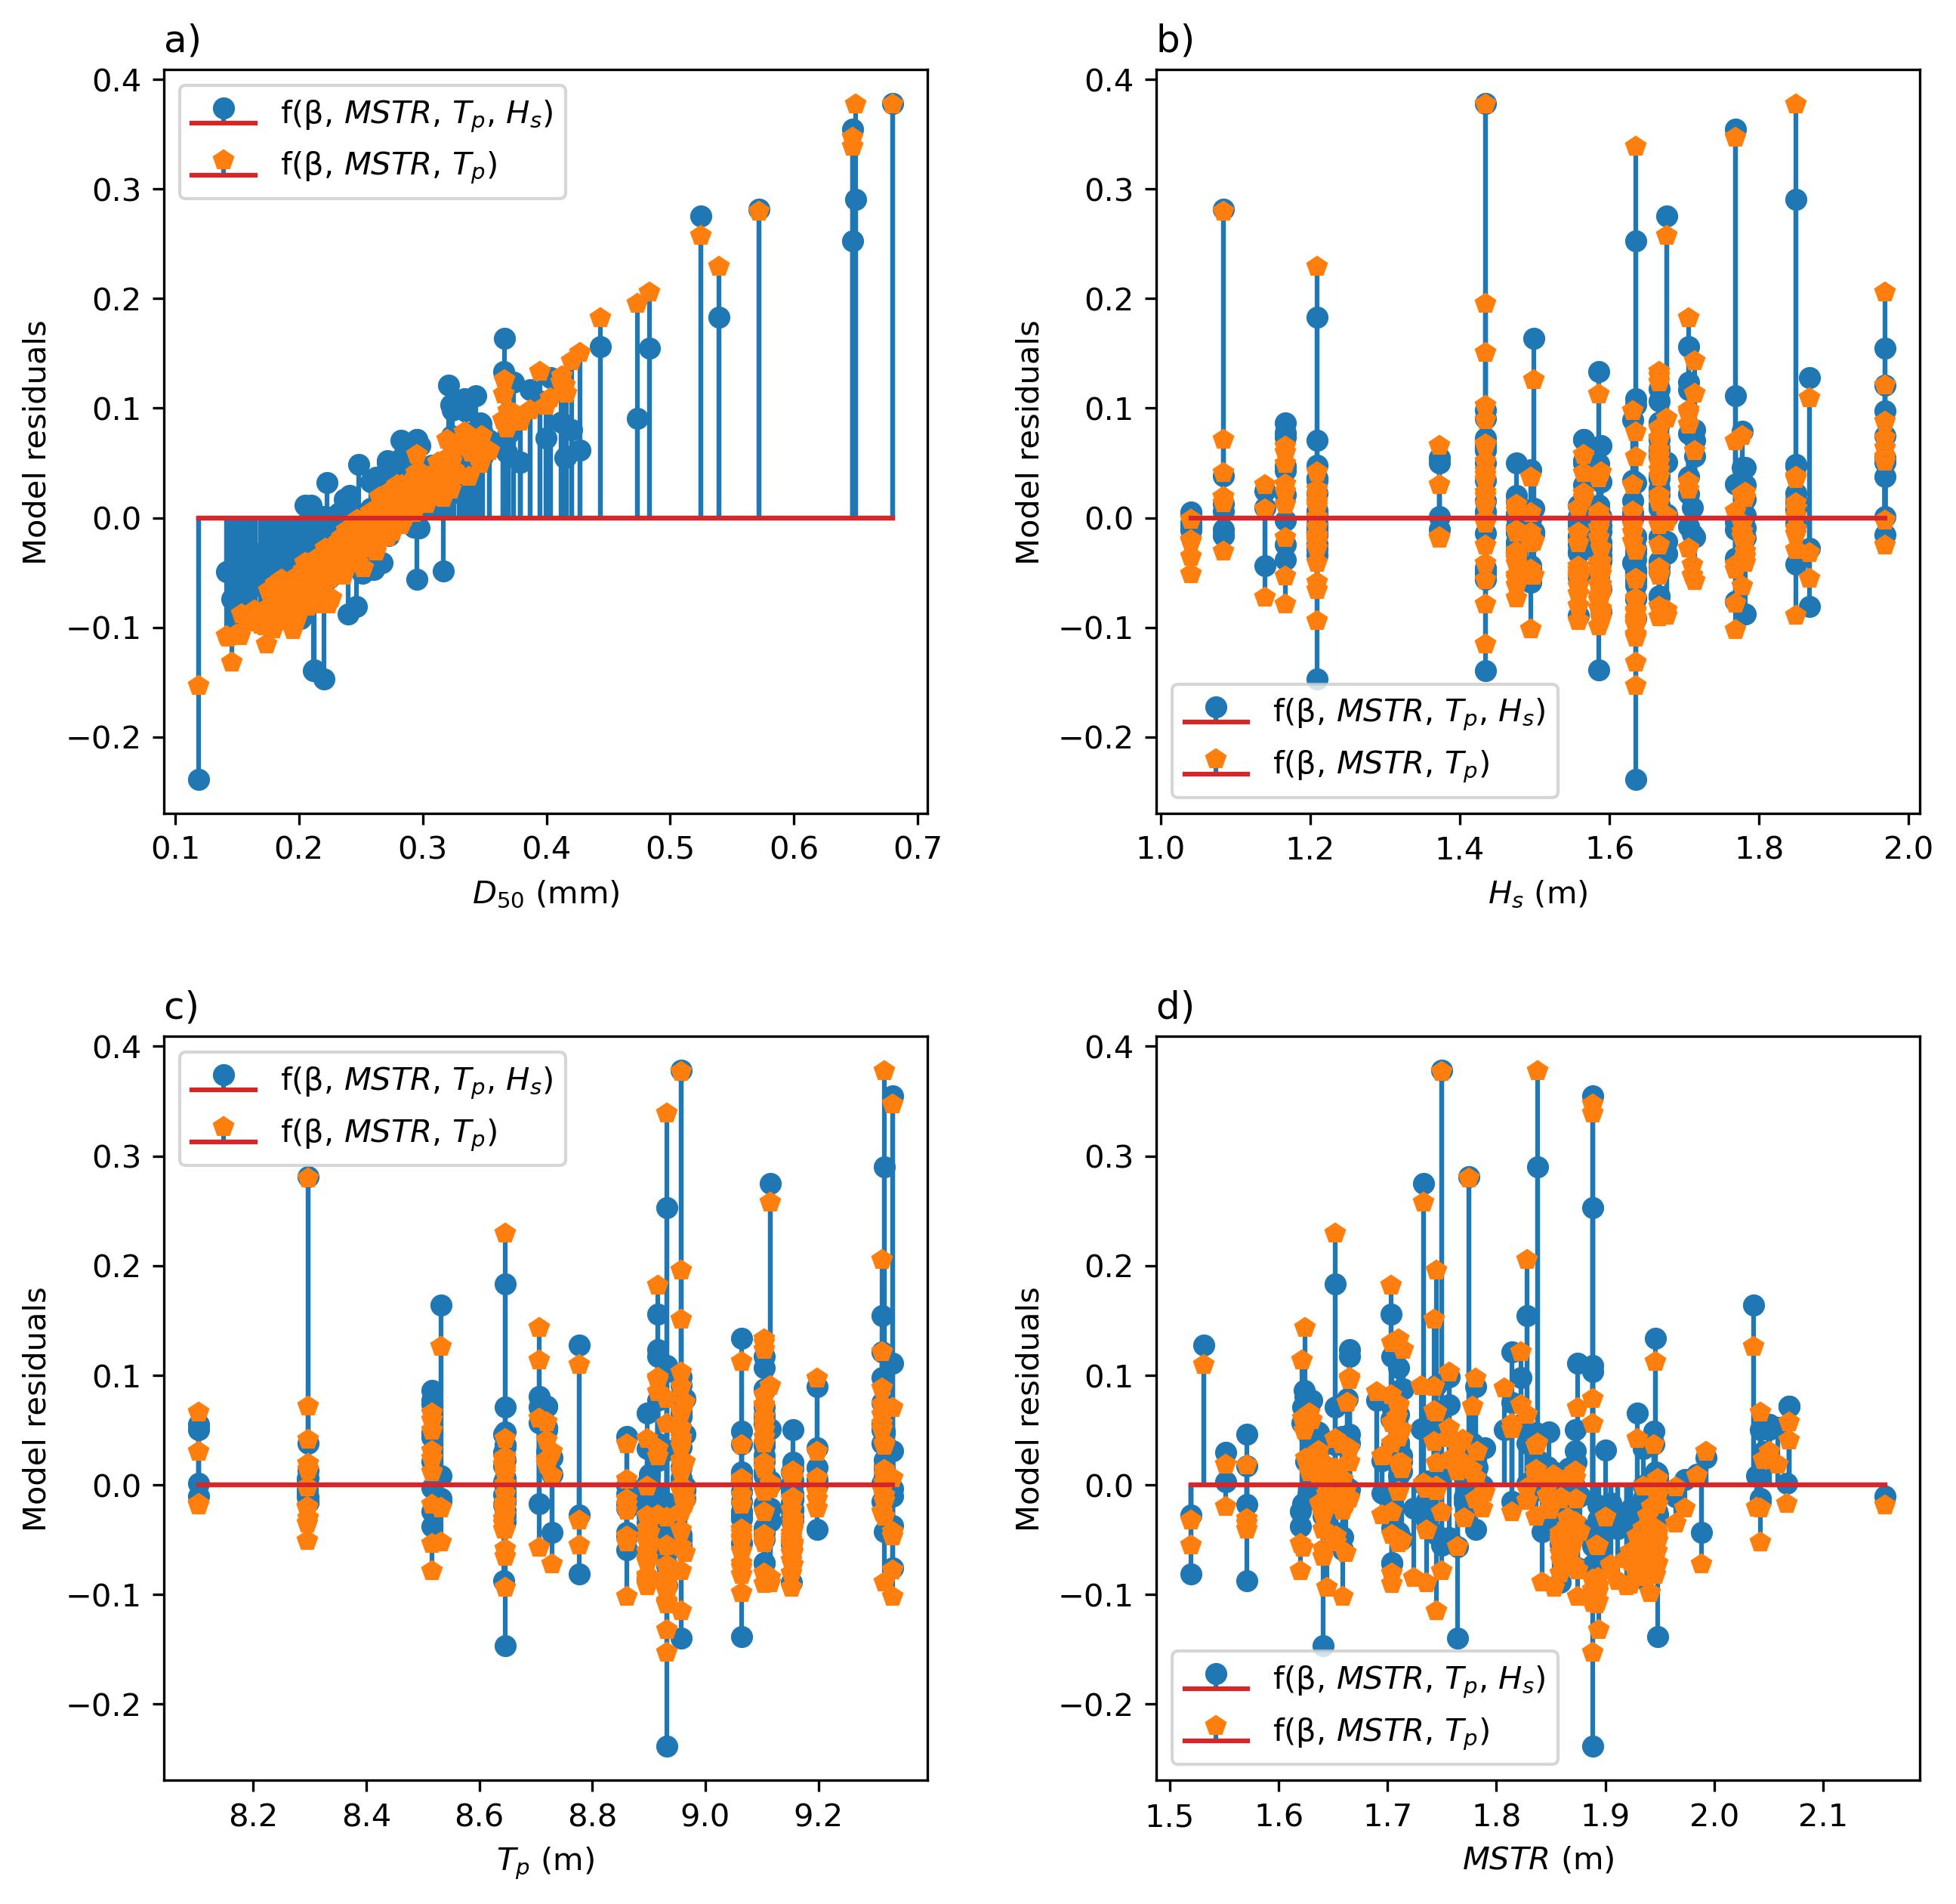 a)
0.4
0.3
0.2
0.1
0.0
−0.1
−0.2
Model residuals
f(β, MSTR, Tp, Hs)
f(β, MSTR, Tp)
0.1 0.2 0.3 0.4 0.5 0.6 0.7
D50 (mm)
b)
0.4
0.3
0.2
0.1
0.0
−0.1
−0.2
Model residuals
f(β, MSTR, Tp, Hs)
f(β, MSTR, Tp)
1.0 1.2 1.4 1.6 1.8 2.0
Hs (m)
c)
0.4
0.3
0.2
0.1
0.0
−0.1
−0.2
Model residuals
f(β, MSTR, Tp, Hs)
f(β, MSTR, Tp)
8.2 8.4 8.6 8.8 9.0 9.2
Tp (m)
d)
0.4
0.3
0.2
0.1
0.0
−0.1
−0.2
Model residuals
f(β, MSTR, Tp, Hs)
f(β, MSTR, Tp)
1.5 1.6 1.7 1.8 1.9 2.0 2.1
MSTR (m)